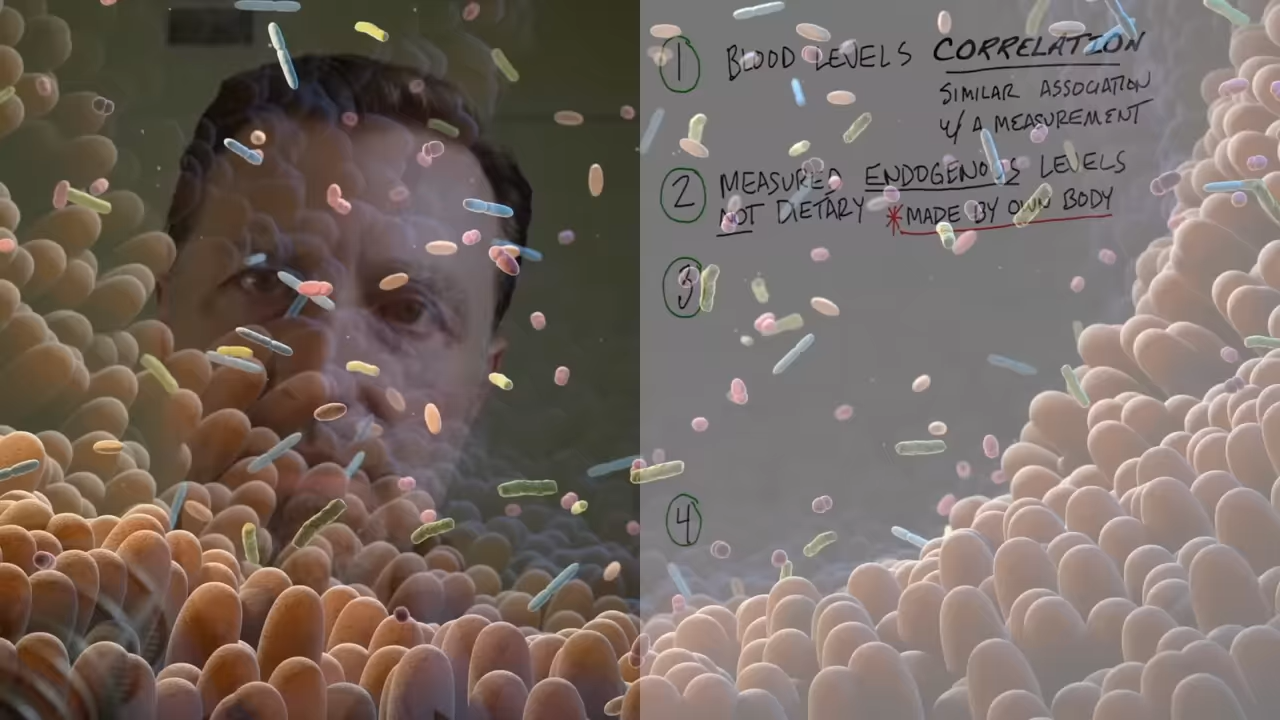 1 BLOOD LEVELS CORRELATION
SIMILAR ASSOCIATION
W/ A MEASUREMENT
2 MEASURED ENDOGENOUS LEVELS
NOT DIETARY *MADE BY OWN BODY
3
4